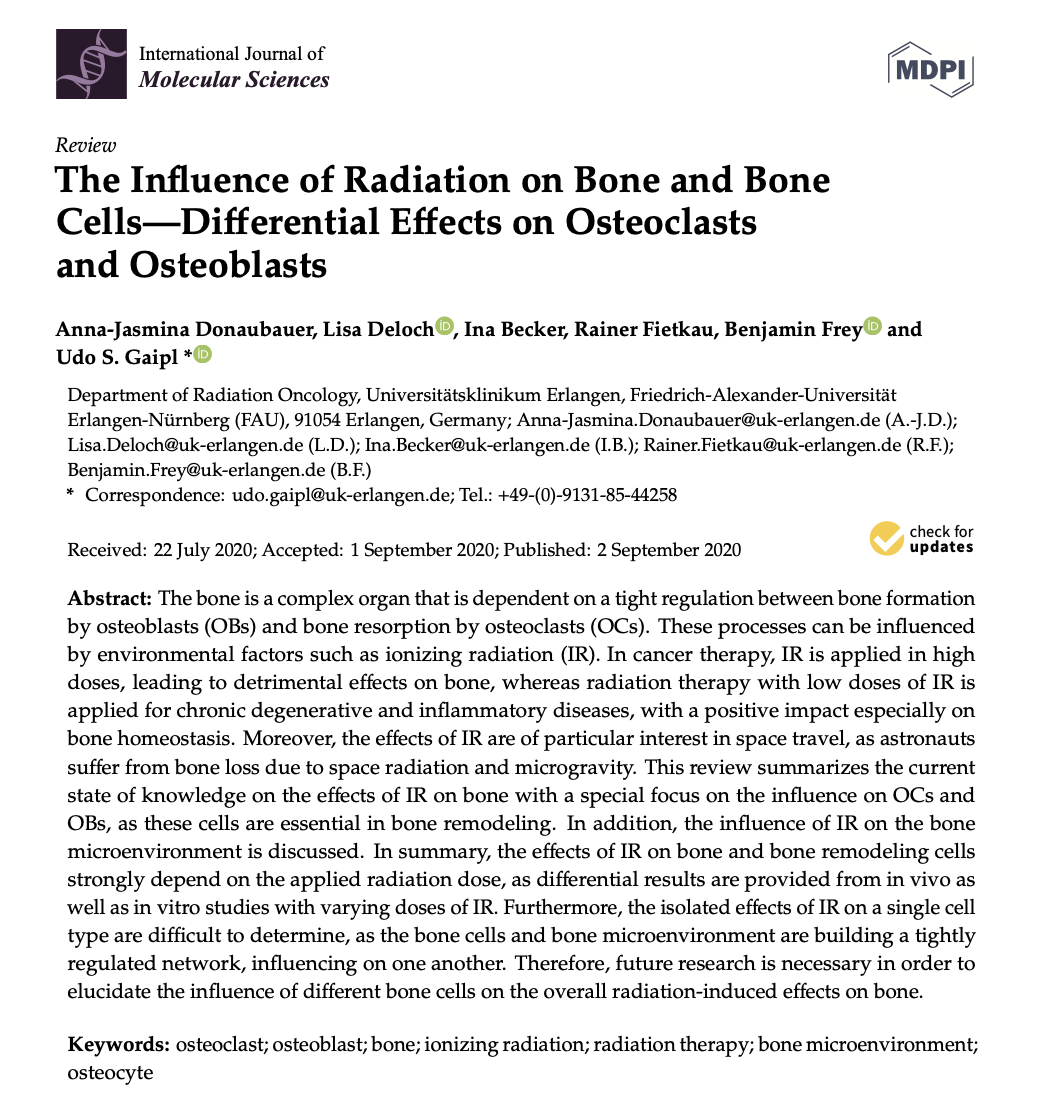 International Journal of
Molecular Sciences
MDPI
Review
The Influence of Radiation on Bone and Bone
Cells—Differential Effects on Osteoclasts
and Osteoblasts
Anna-Jasmina Donaubauer, Lisa Deloch iD, Ina Becker, Rainer Fietkau, Benjamin Frey iD and
Udo S. Gaipl * iD
Department of Radiation Oncology, Universitätsklinikum Erlangen, Friedrich-Alexander-Universität
Erlangen-Nürnberg (FAU), 91054 Erlangen, Germany; Anna-Jasmina.Donaubauer@uk-erlangen.de (A.-J.D.);
Lisa.Deloch@uk-erlangen.de (L.D.); Ina.Becker@uk-erlangen.de (I.B.); Rainer.Fietkau@uk-erlangen.de (R.F.);
Benjamin.Frey@uk-erlangen.de (B.F.)
* Correspondence: udo.gaipl@uk-erlangen.de; Tel.: +49-(0)-9131-85-44258
check for
updates
Received: 22 July 2020; Accepted: 1 September 2020; Published: 2 September 2020
Abstract: The bone is a complex organ that is dependent on a tight regulation between bone formation
by osteoblasts (OBs) and bone resorption by osteoclasts (OCs). These processes can be influenced
by environmental factors such as ionizing radiation (IR). In cancer therapy, IR is applied in high
doses, leading to detrimental effects on bone, whereas radiation therapy with low doses of IR is
applied for chronic degenerative and inflammatory diseases, with a positive impact especially on
bone homeostasis. Moreover, the effects of IR are of particular interest in space travel, as astronauts
suffer from bone loss due to space radiation and microgravity. This review summarizes the current
state of knowledge on the effects of IR on bone with a special focus on the influence on OCs and
OBs, as these cells are essential in bone remodeling. In addition, the influence of IR on the bone
microenvironment is discussed. In summary, the effects of IR on bone and bone remodeling cells
strongly depend on the applied radiation dose, as differential results are provided from in vivo as
well as in vitro studies with varying doses of IR. Furthermore, the isolated effects of IR on a single cell
type are difficult to determine, as the bone cells and bone microenvironment are building a tightly
regulated network, influencing on one another. Therefore, future research is necessary in order to
elucidate the influence of different bone cells on the overall radiation-induced effects on bone.
Keywords: osteoclast; osteoblast; bone; ionizing radiation; radiation therapy; bone microenvironment;
osteocyte